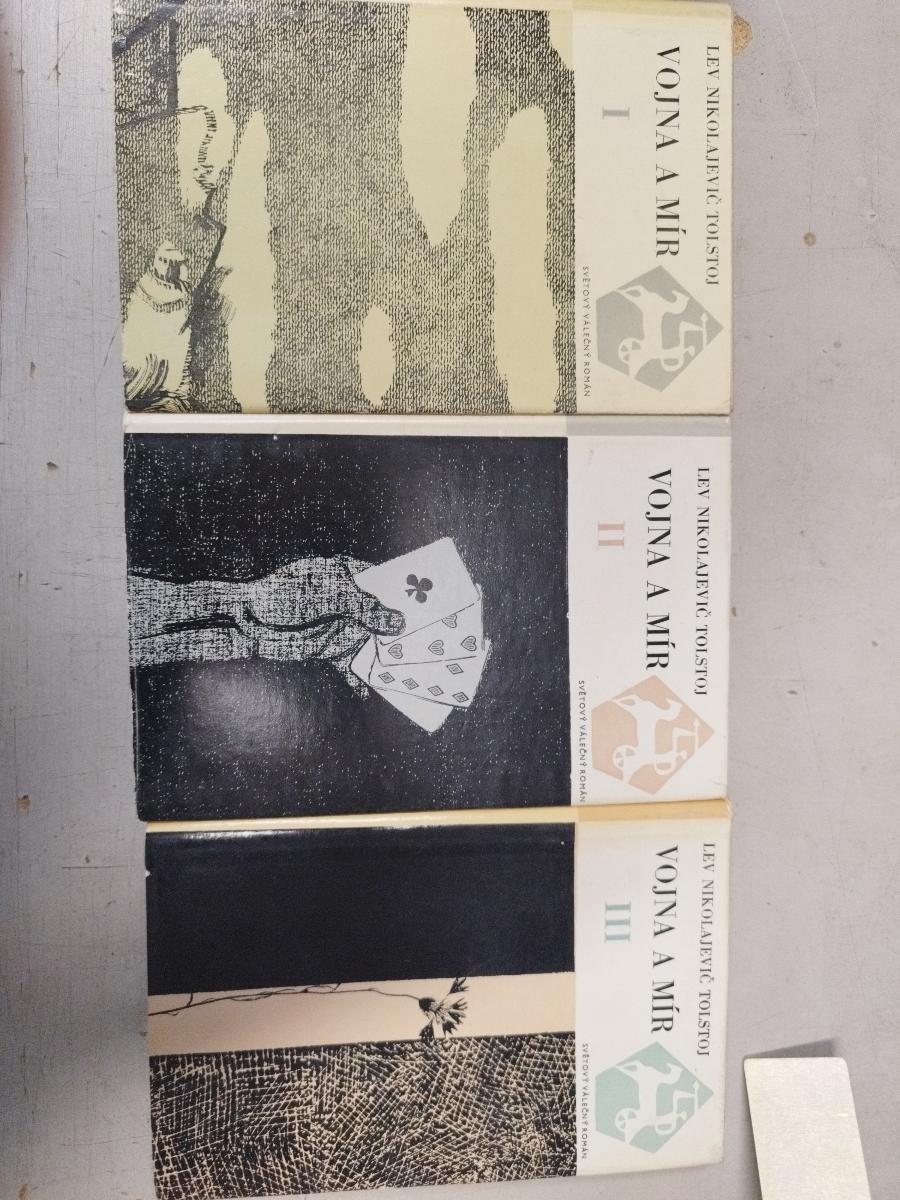 LEV NIKOLAJEVIČ TOLSTOJ
VOJNA A MÍR
I
SVĚTOVÝ VÁLEČNÝ ROMÁN
LEV NIKOLAJEVIČ TOLSTOJ
VOJNA A MÍR
II
SVĚTOVÝ VÁLEČNÝ ROMÁN
LEV NIKOLAJEVIČ TOLSTOJ
VOJNA A MÍR
III
SVĚTOVÝ VÁLEČNÝ ROMÁN